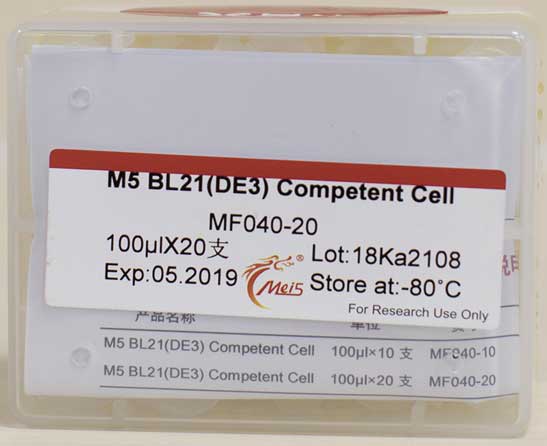 M5 BL21(DE3) Competent Cell
MF040-20
100μlX20支 Lot:18Ka2108
Exp:05.2019 Mei5 ® Store at:-80°C
For Research Use Only
产品名称 单位
M5 BL21(DE3) Competent Cell 100μl×10 支 MF040-10
M5 BL21(DE3) Competent Cell 100μl×20 支 MF040-20